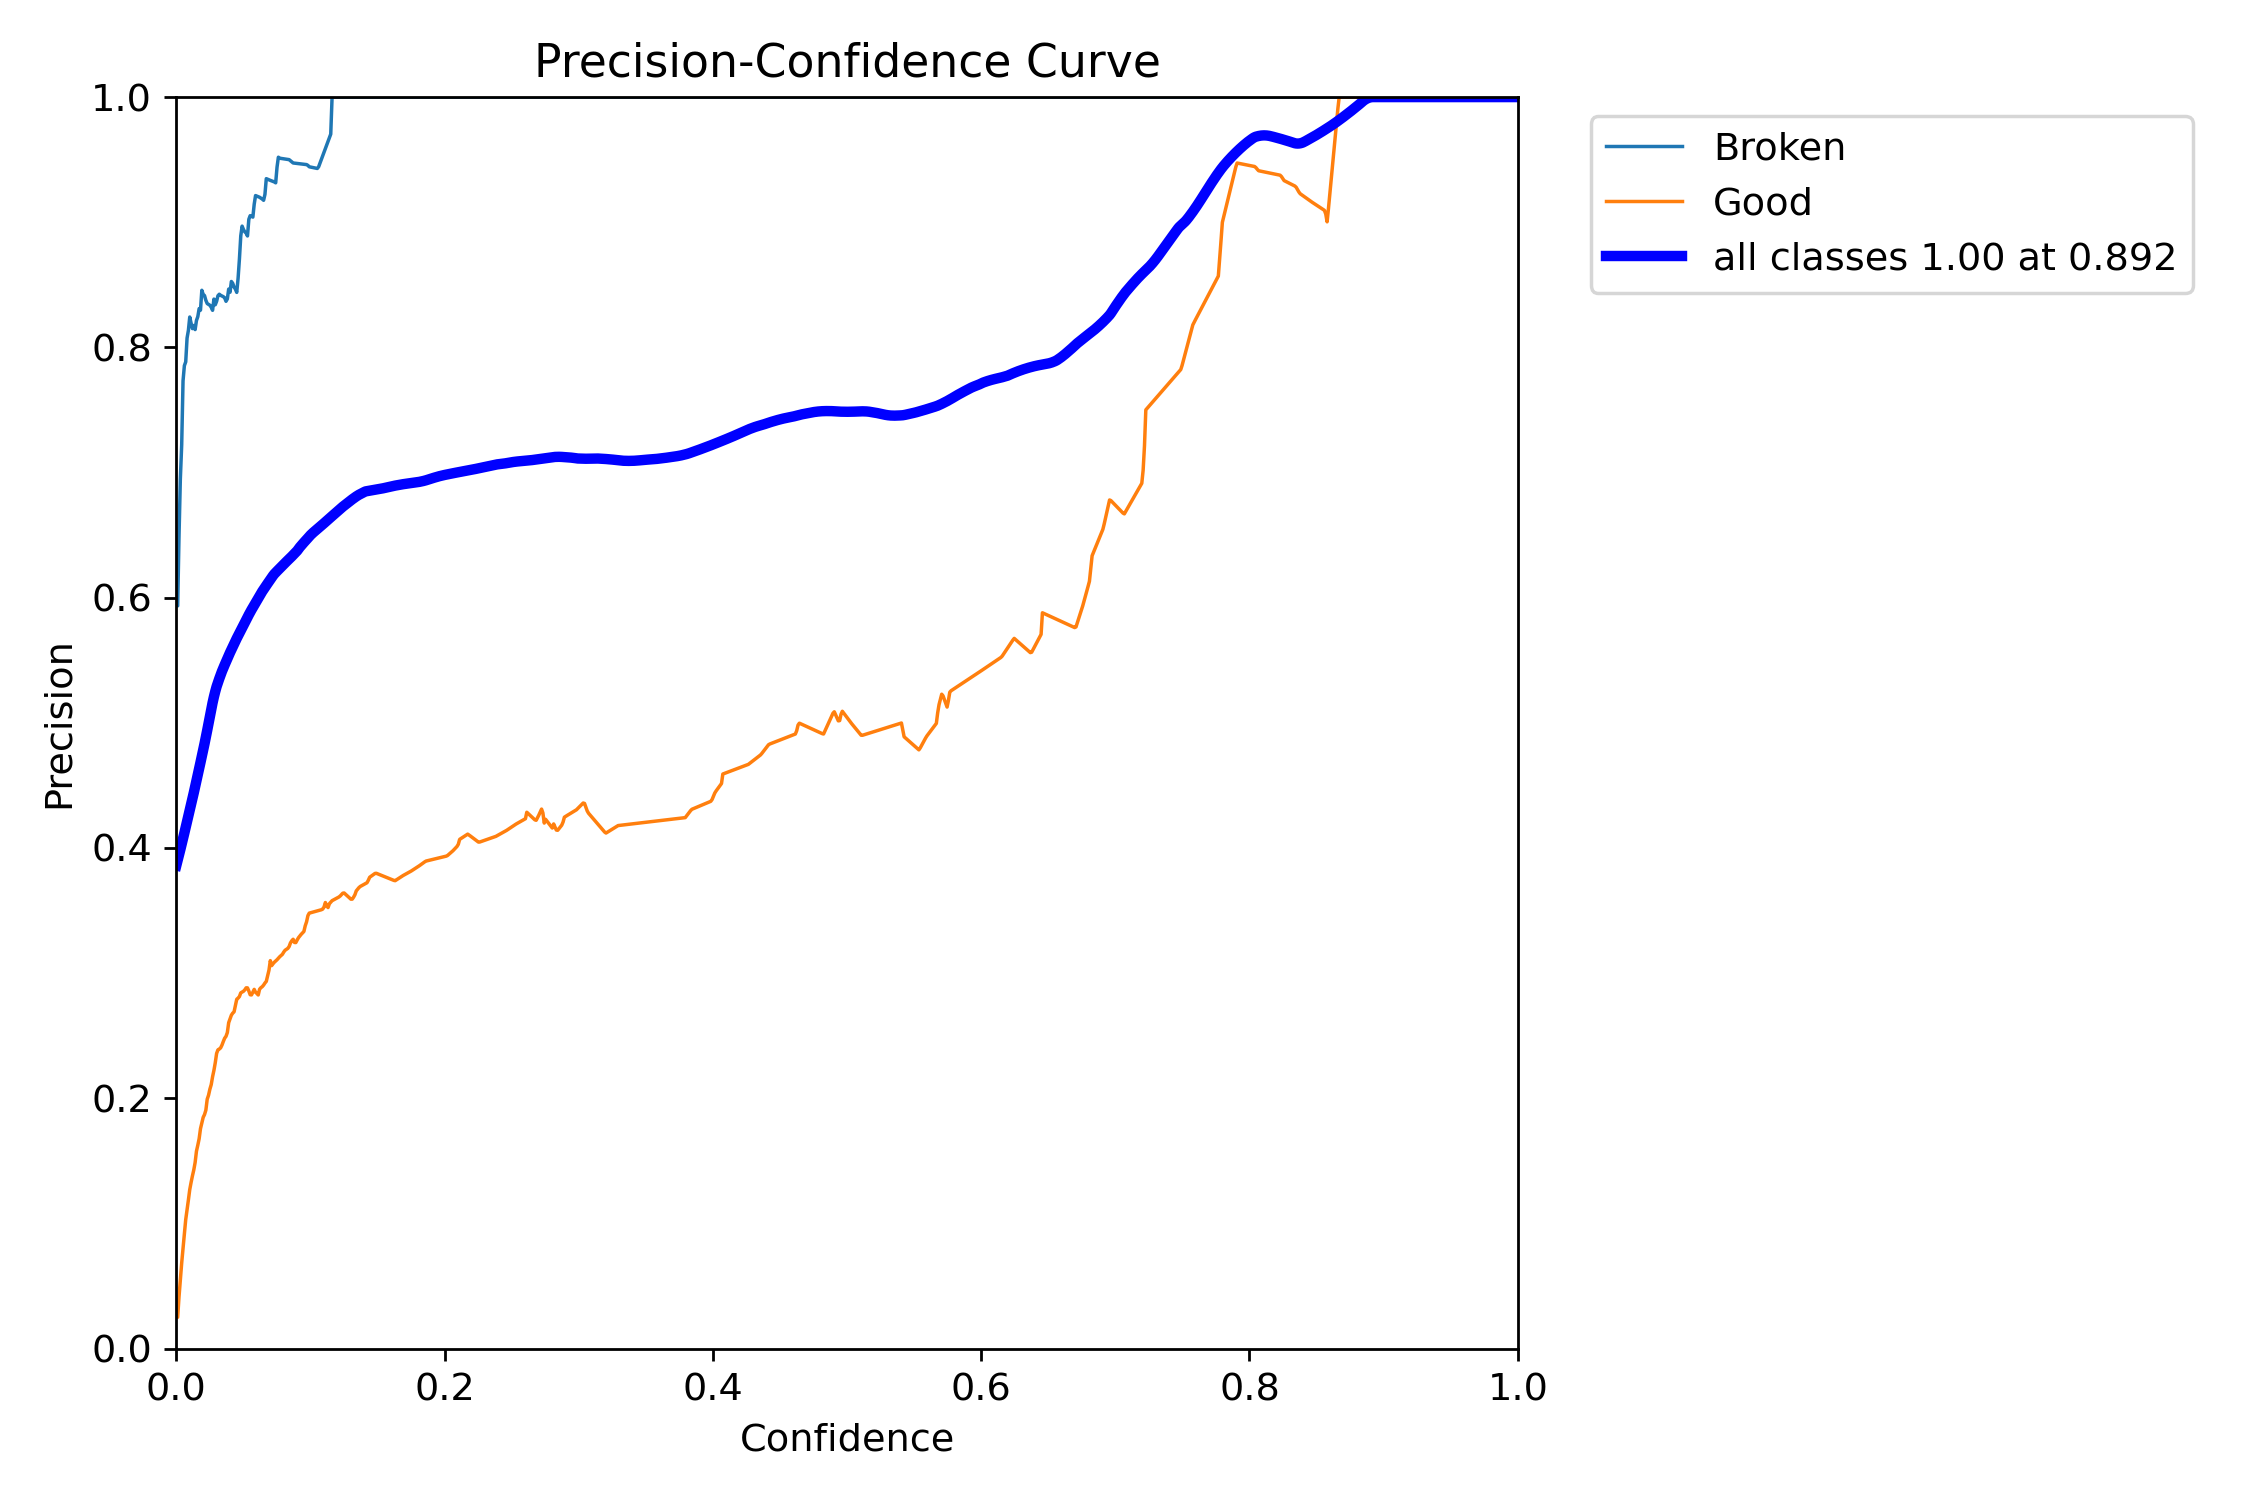 Precision-Confidence Curve
1.0
0.8
0.6
0.4
0.2
0.0
Precision
0.0 0.2 0.4 0.6 0.8 1.0
Confidence
Broken
Good
all classes 1.00 at 0.892